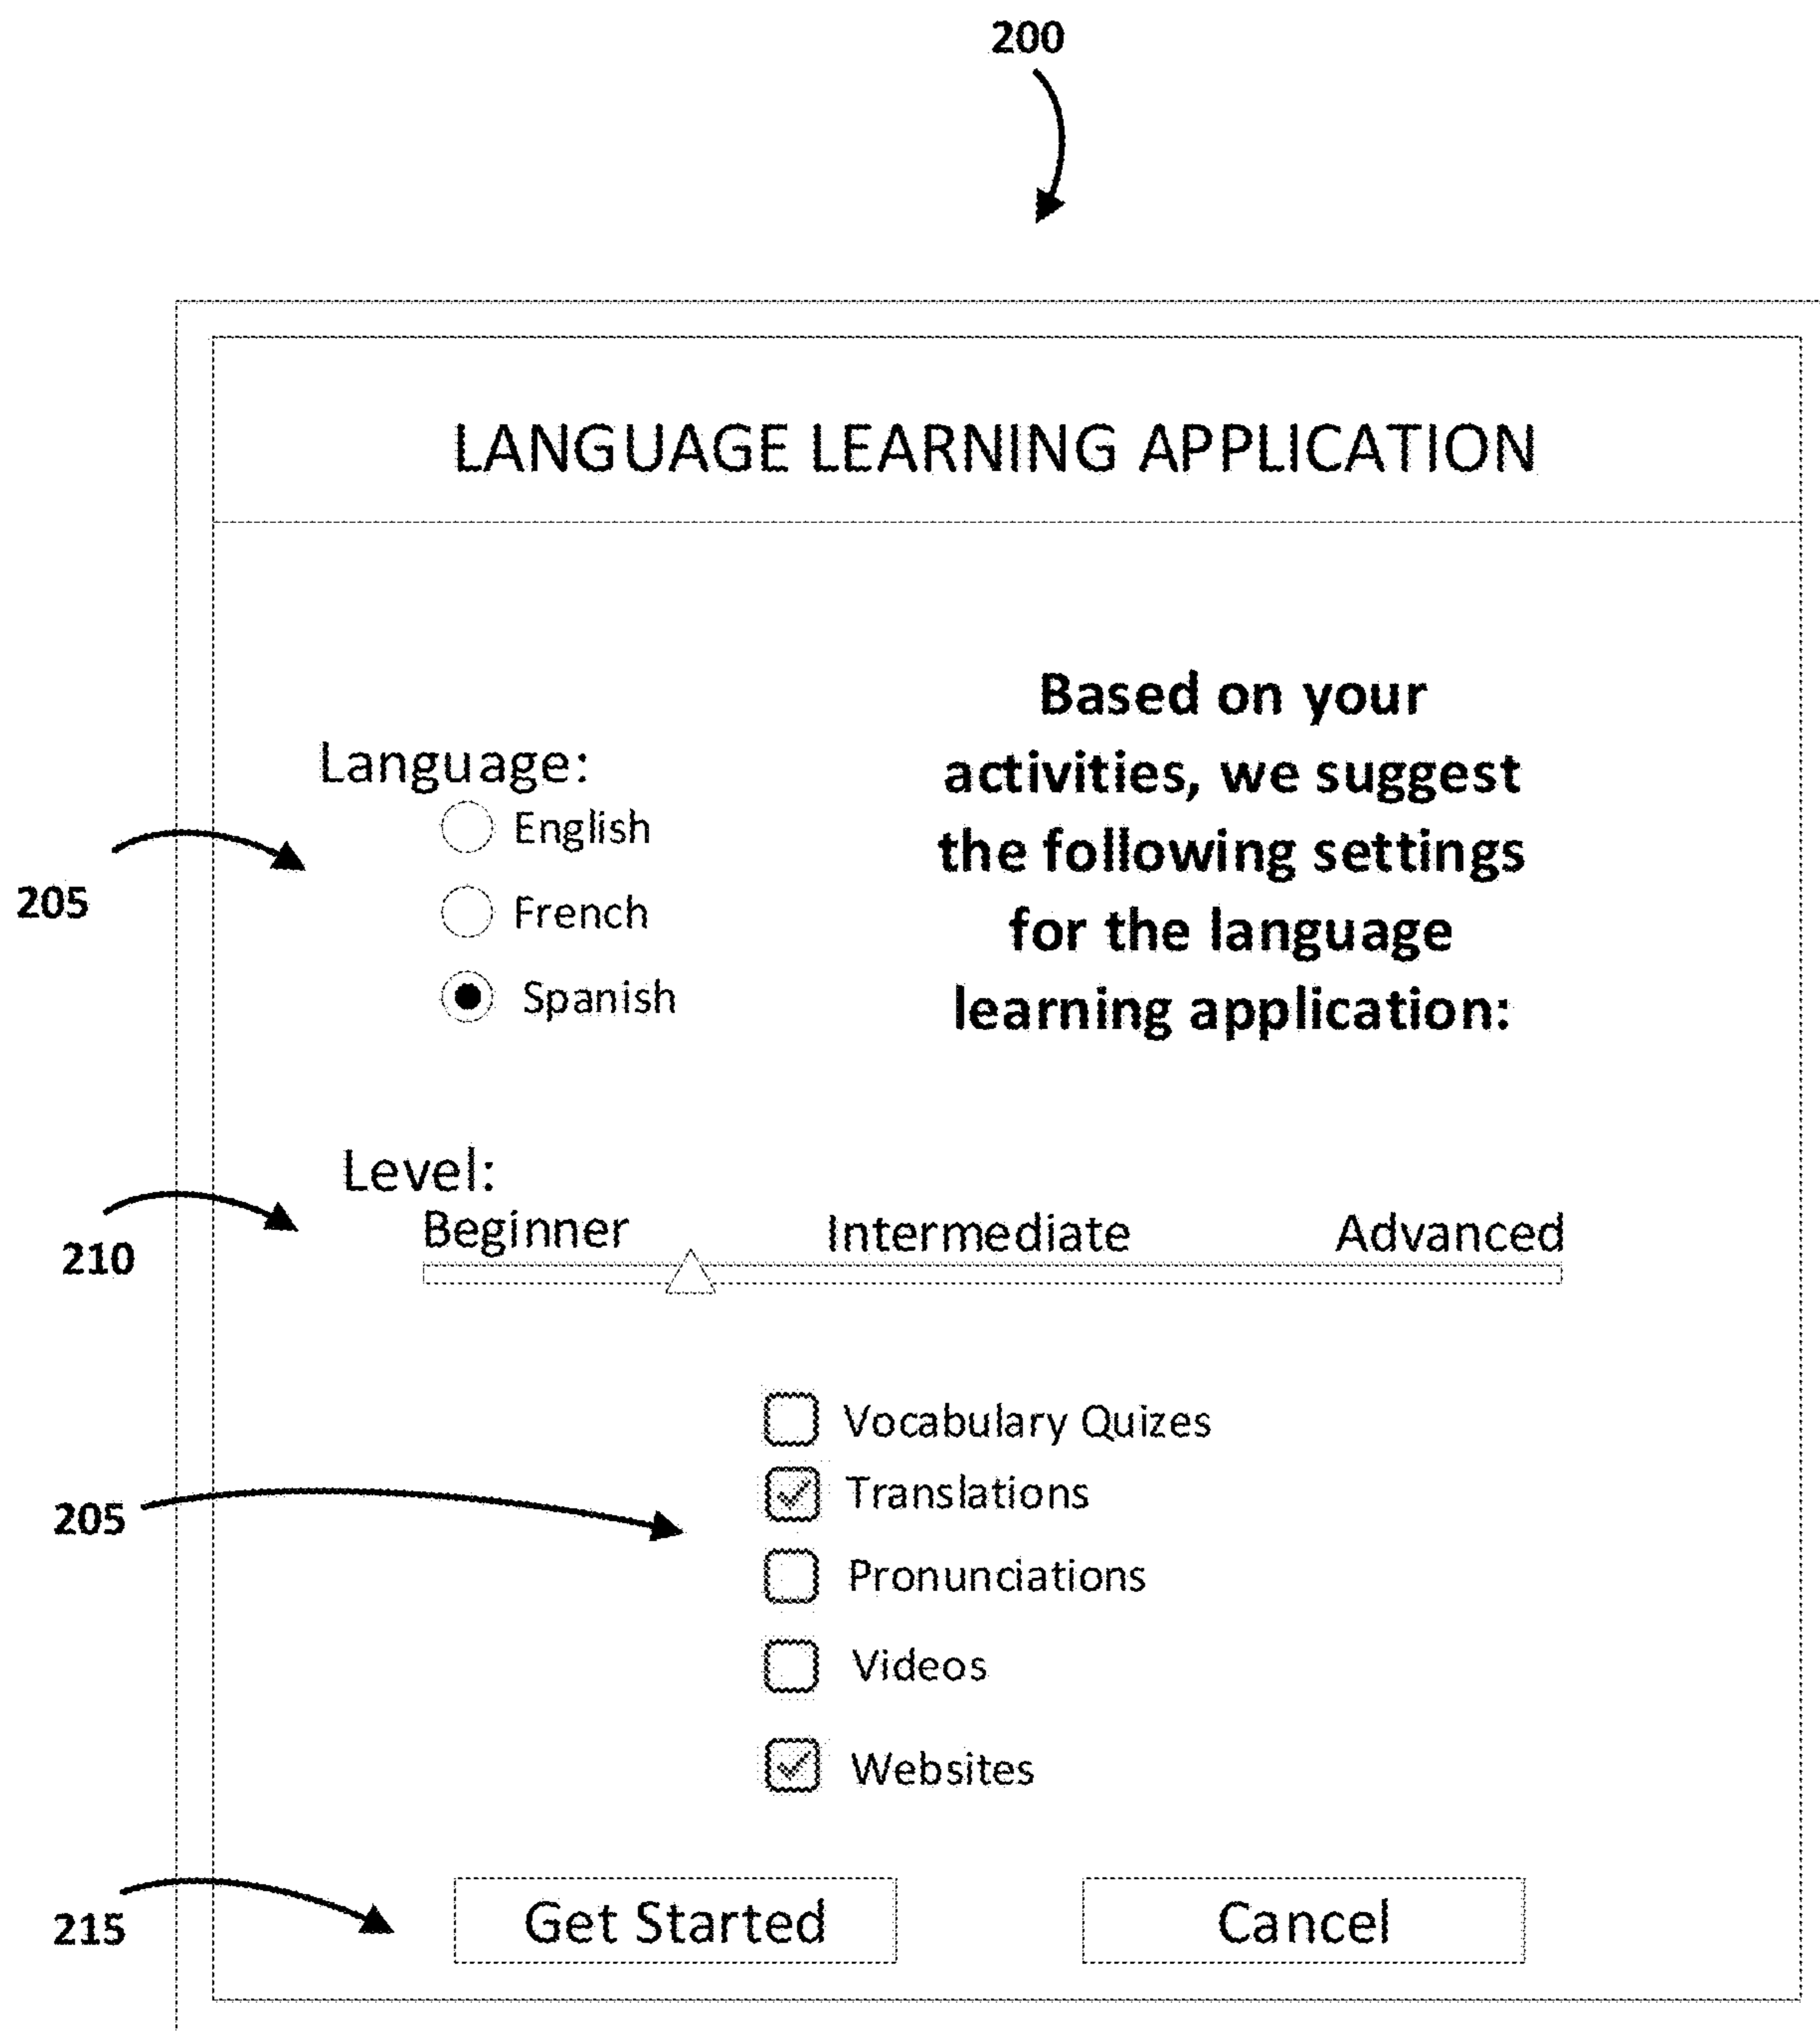 200
LANGUAGE LEARNING APPLICATION
Based on your
activities, we suggest
the following settings
for the language
learning application:
Language:
English
French
Spanish
205
Level:
Beginner Intermediate Advanced
210
Vocabulary Quizes
Translations
Pronunciations
Videos
Websites
205
Get Started Cancel
215